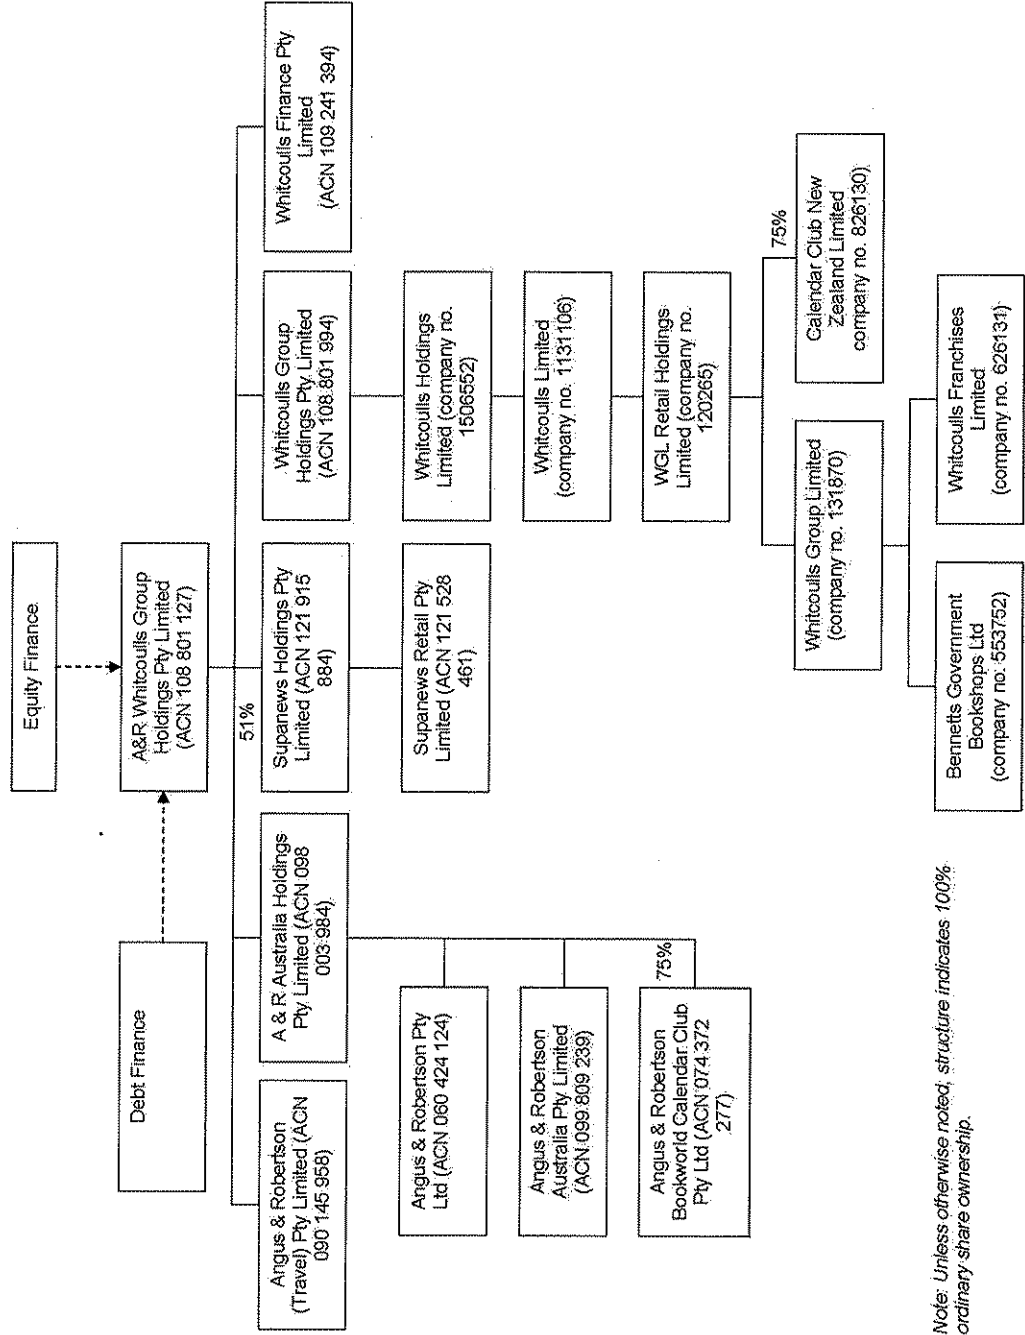 Equity Finance
Debt Finance
A&R Whitcoulls Group
Holdings Pty Limited
(ACN 108 801 127)
51%
Angus & Robertson
(Travel) Pty Limited (ACN
090 145 958)
A & R Australia Holdings
Pty Limited (ACN 098
003 984)
Supanews Holdings Pty
Limited (ACN 121 915
884)
Whitcoulls Group
Holdings Pty Limited
(ACN 108 801 994)
Whitcoulls Finance Pty
Limited
(ACN 109 241 394)
Angus & Robertson Pty
Ltd (ACN 060 424 124)
Supanews Retail Pty
Limited (ACN 121 528
461)
Whitcoulls Holdings
Limited (company no.
1506552)
Angus & Robertson
Australia Pty Limited
(ACN 099 809 239)
Whitcoulls Limited
(company no. 1131106)
75%
Angus & Robertson
Bookworld Calendar Club
Pty Ltd (ACN 074 372
277)
WGL Retail Holdings
Limited (company no.
120265)
75%
Whitcoulls Group Limited
(company no. 131870)
Calendar Club New
Zealand Limited
company no. 826130)
Bennetts Government
Bookshops Ltd
(company no. 553752)
Whitcoulls Franchises
Limited
(company no. 626131)
Note: Unless otherwise noted, structure indicates 100%
ordinary share ownership.